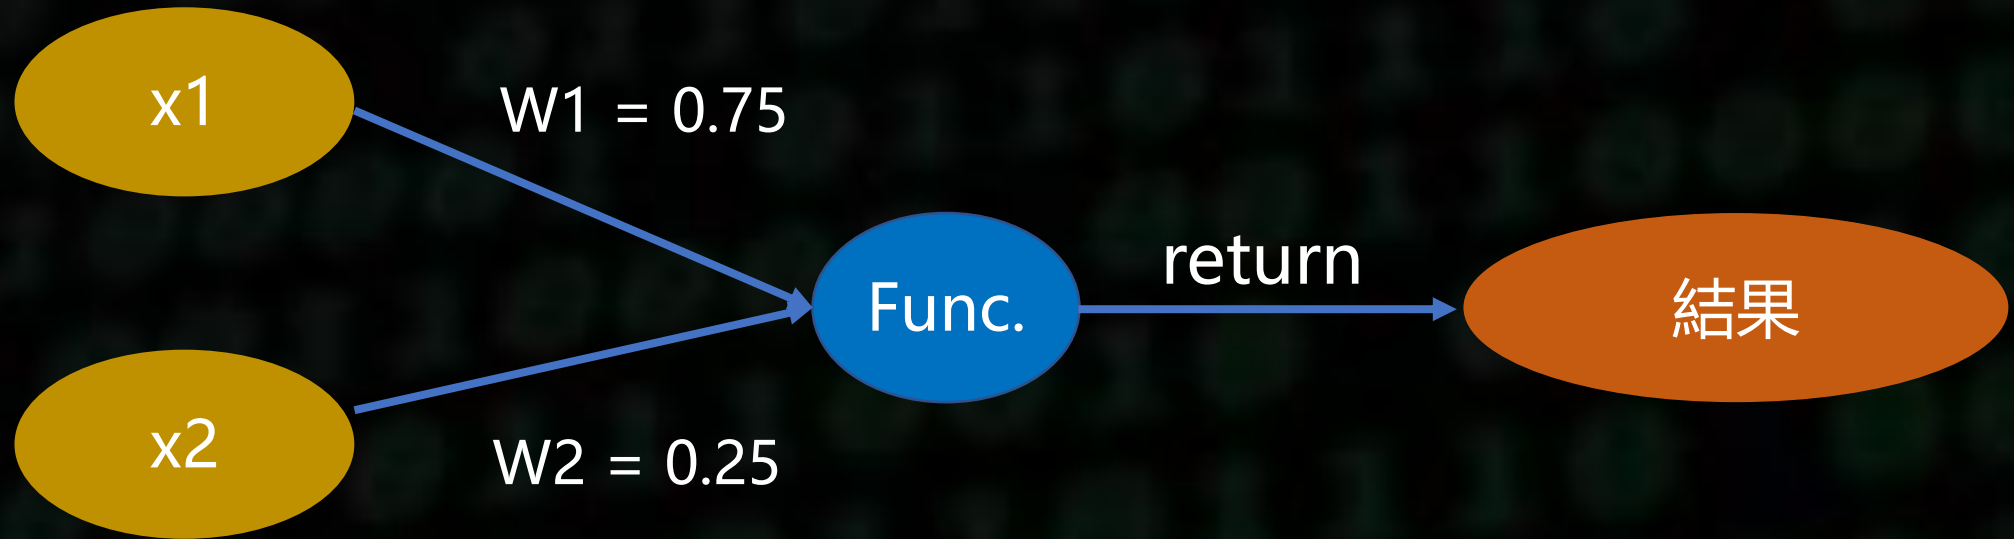 x1
W1 = 0.75
Func.
return
結果
x2
W2 = 0.25